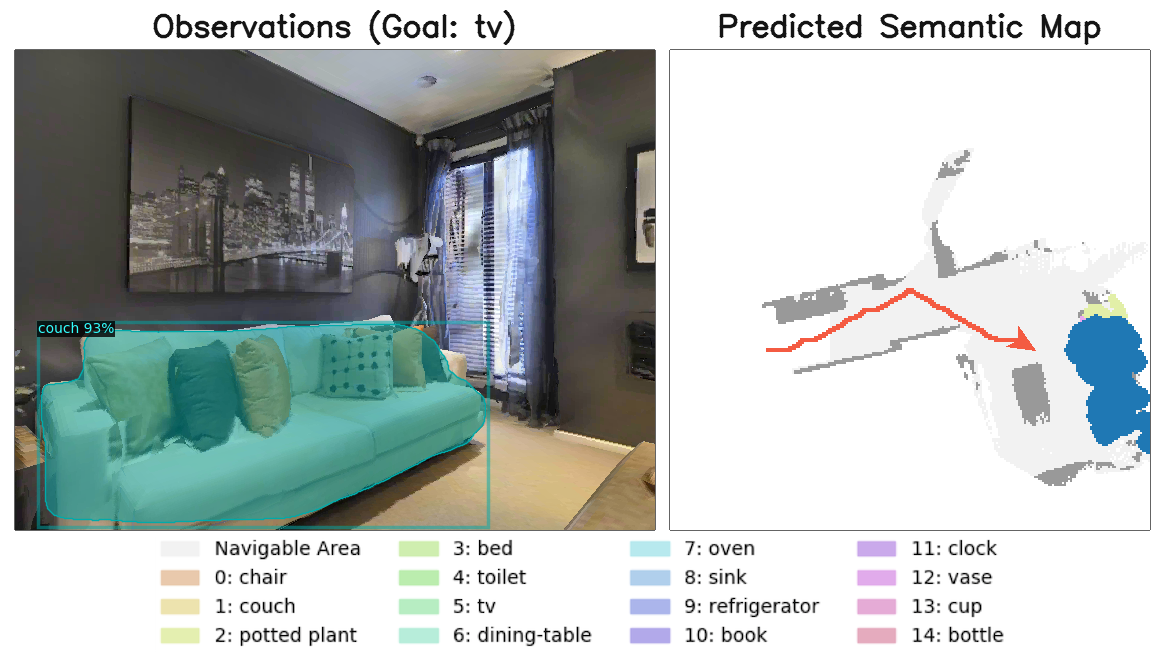 Observations (Goal: tv)
Predicted Semantic Map
couch 93%
Navigable Area
0: chair
1: couch
2: potted plant
3: bed
4: toilet
5: tv
6: dining-table
7: oven
8: sink
9: refrigerator
10: book
11: clock
12: vase
13: cup
14: bottle